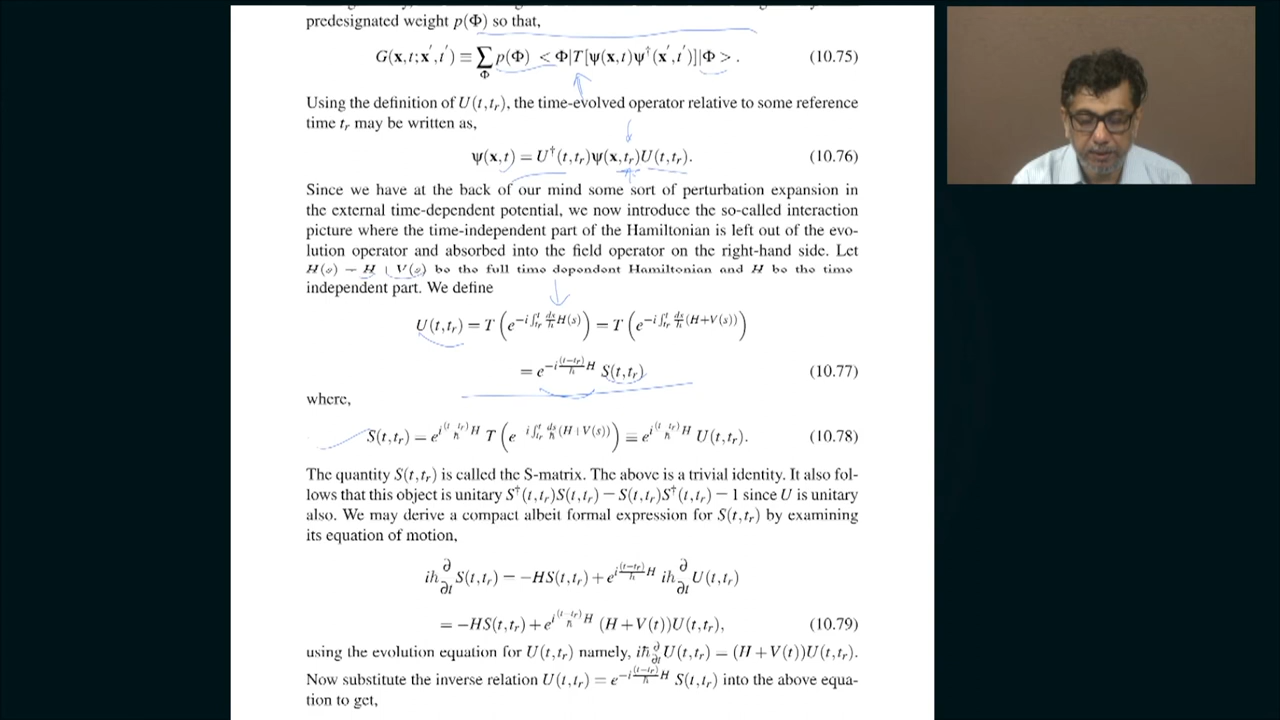 predesignated weight p(Φ) so that,
G(x,t;x′,t′) ≡ ∑_Φ p(Φ) < Φ|T[ψ(x,t)ψ†(x′,t′)]|Φ > . (10.75)
Using the definition of U(t,t_r), the time-evolved operator relative to some reference
time t_r may be written as,
ψ(x,t) = U†(t,t_r)ψ(x,t_r)U(t,t_r). (10.76)
Since we have at the back of our mind some sort of perturbation expansion in
the external time-dependent potential, we now introduce the so-called interaction
picture where the time-independent part of the Hamiltonian is left out of the evo-
lution operator and absorbed into the field operator on the right-hand side. Let
H(s) = H + V(s) be the full time dependent Hamiltonian and H be the time
independent part. We define
U(t,t_r) = T(e^{-i∫_{t_r}^{t} ds/ħ H(s)}) = T(e^{-i∫_{t_r}^{t} ds/ħ (H+V(s))})
= e^{-i(t-t_r)/ħ H} S(t,t_r) (10.77)
where,
S(t,t_r) = e^{i(t-t_r)/ħ H} T(e^{-i∫_{t_r}^{t} ds/ħ (H+V(s))}) ≡ e^{i(t-t_r)/ħ H} U(t,t_r). (10.78)
The quantity S(t,t_r) is called the S-matrix. The above is a trivial identity. It also fol-
lows that this object is unitary S†(t,t_r)S(t,t_r) = S(t,t_r)S†(t,t_r) = 1 since U is unitary
also. We may derive a compact albeit formal expression for S(t,t_r) by examining
its equation of motion,
iħ ∂/∂t S(t,t_r) = -HS(t,t_r) + e^{i(t-t_r)/ħ H} iħ ∂/∂t U(t,t_r)
= -HS(t,t_r) + e^{i(t-t_r)/ħ H} (H+V(t))U(t,t_r), (10.79)
using the evolution equation for U(t,t_r) namely, iħ ∂/∂t U(t,t_r) = (H+V(t))U(t,t_r).
Now substitute the inverse relation U(t,t_r) = e^{-i(t-t_r)/ħ H} S(t,t_r) into the above equa-
tion to get,